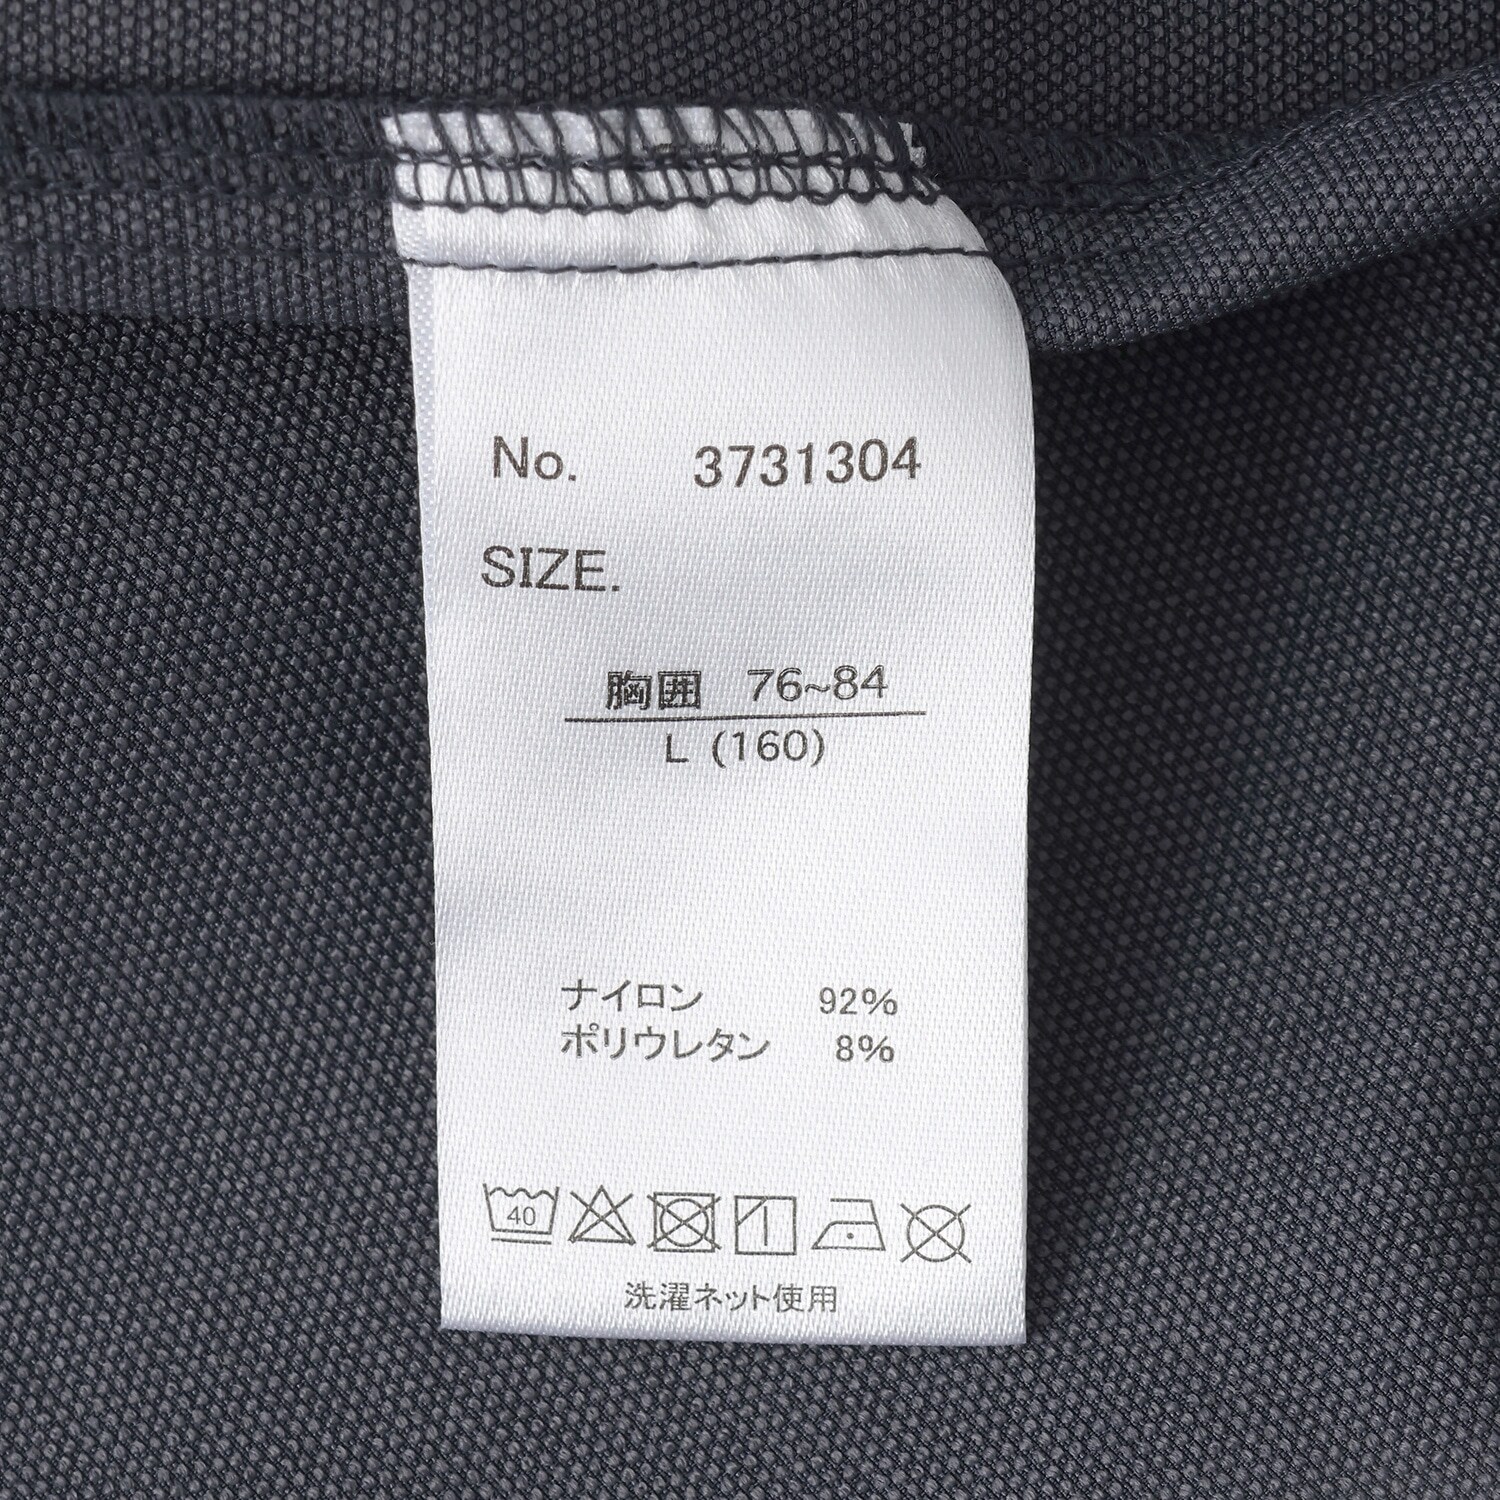 No. 3731304
SIZE.
胸囲 76~84
L (160)
ナイロン 92%
ポリウレタン 8%
40
洗濯ネット使用